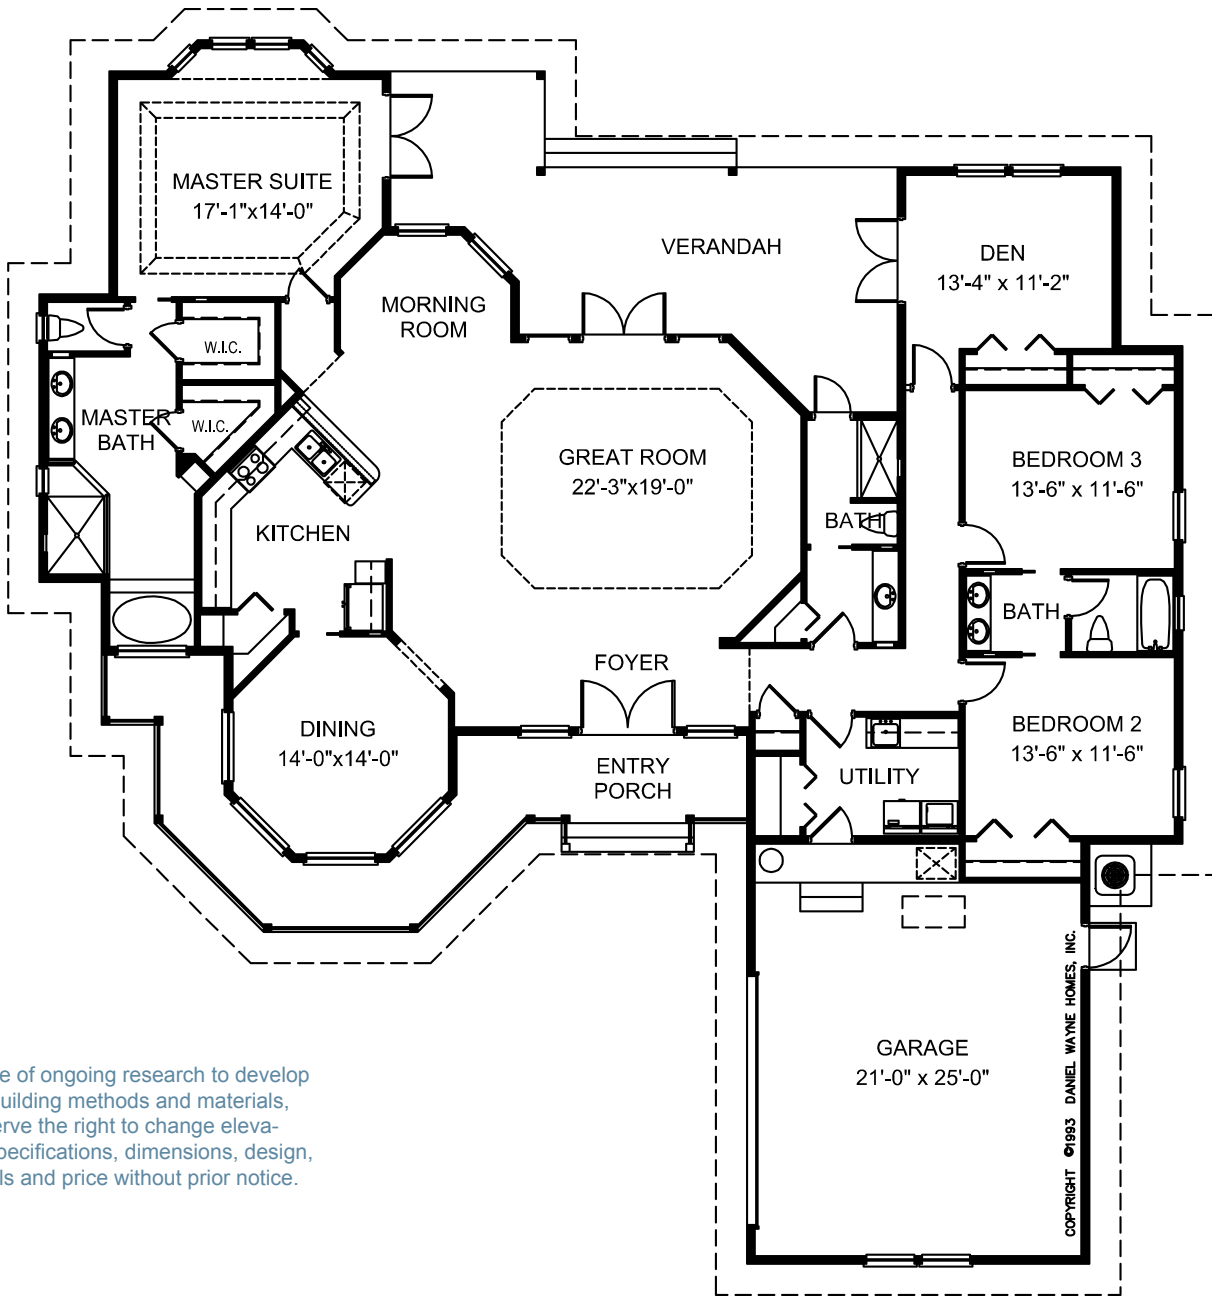 MASTER SUITE
17'-1"x14'-0"
VERANDAH
DEN
13'-4" x 11'-2"
MORNING
ROOM
W.I.C.
W.I.C.
MASTER
BATH
GREAT ROOM
22'-3"x19'-0"
BEDROOM 3
13'-6" x 11'-6"
KITCHEN
BATH
BATH
FOYER
DINING
14'-0"x14'-0"
BEDROOM 2
13'-6" x 11'-6"
ENTRY
PORCH
UTILITY
GARAGE
21'-0" x 25'-0"
COPYRIGHT ©1993 DANIEL WAYNE HOMES, INC.
e of ongoing research to develop
uilding methods and materials,
erve the right to change eleva-
pecifications, dimensions, design,
ls and price without prior notice.